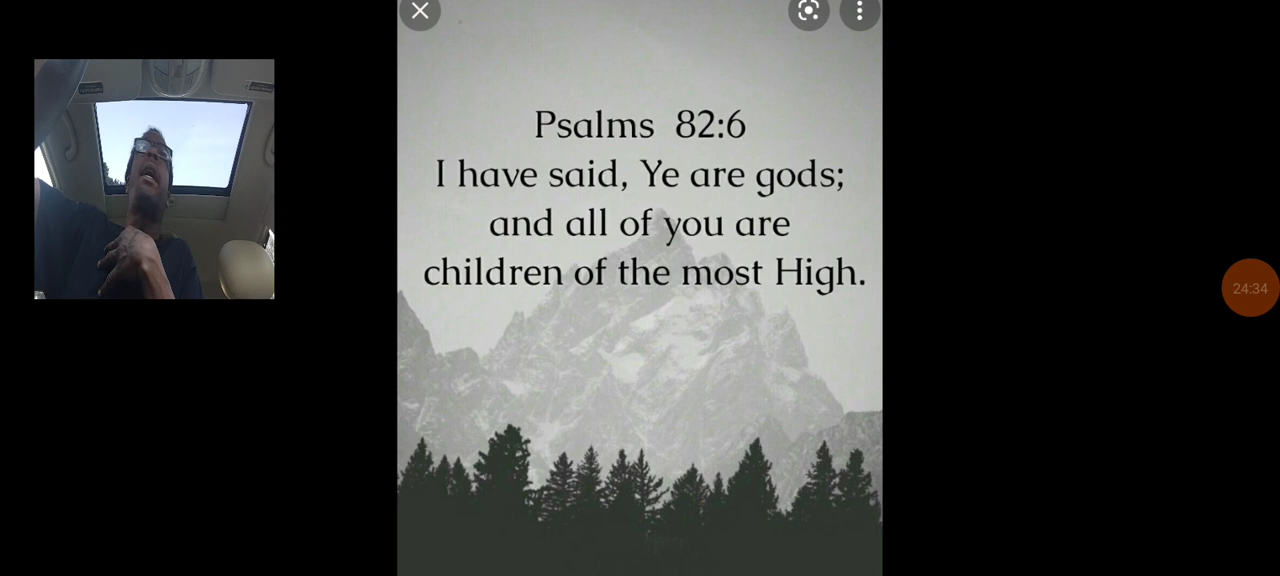 Psalms 82:6
I have said, Ye are gods;
and all of you are
children of the most High.
24:34